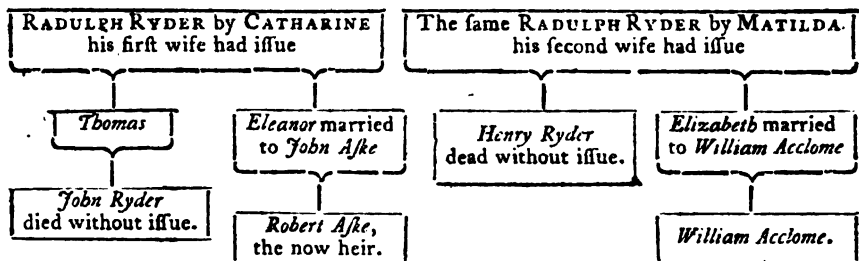 RADULPH RYDER by CATHARINE
his firſt wife had iſſue
The ſame RADULPH RYDER by MATILDA.
his ſecond wife had iſſue
Thomas
Eleanor married
to John Aſke
Henry Ryder
dead without iſſue.
Elizabeth married
to William Acclome
John Ryder
died without iſſue.
Robert Aſke,
the now heir.
William Acclome.